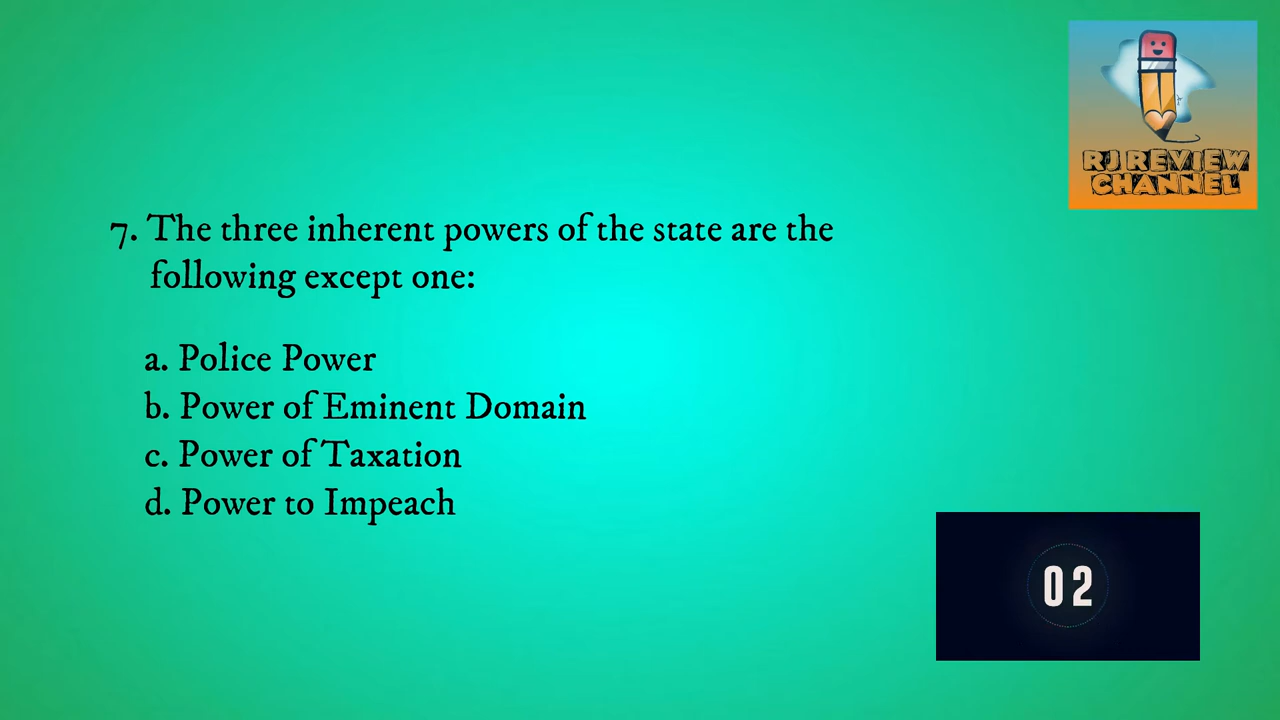 7. The three inherent powers of the state are the
following except one:
a. Police Power
b. Power of Eminent Domain
c. Power of Taxation
d. Power to Impeach
RJ REVIEW
CHANNEL
02